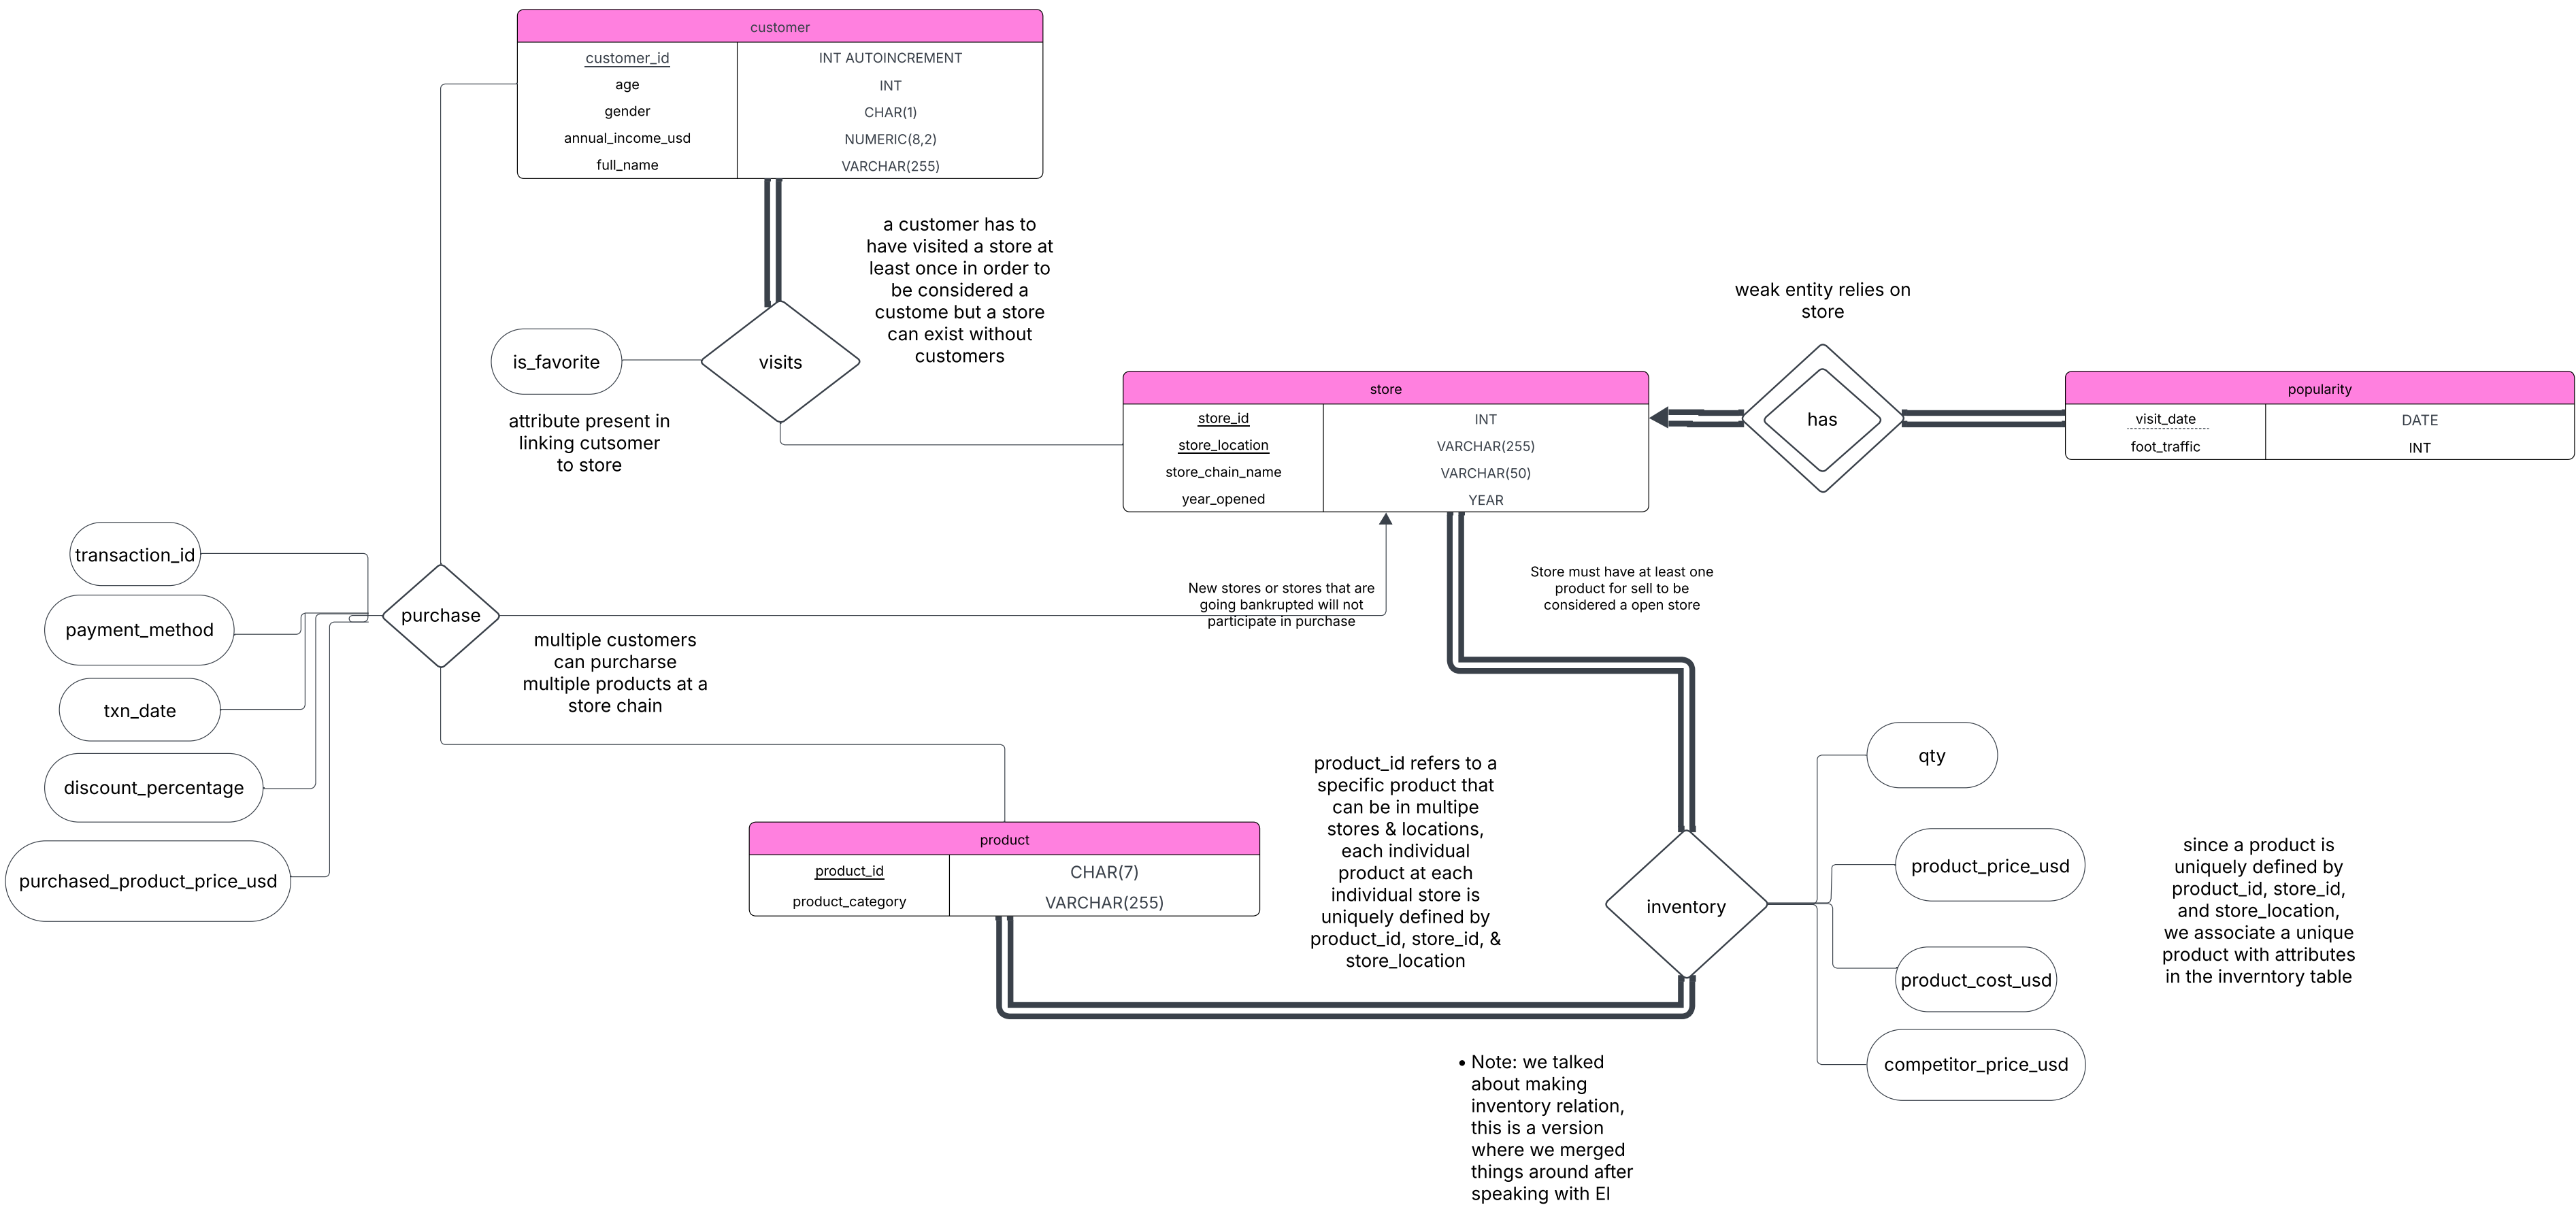 customer
customer_id
INT AUTOINCREMENT
age
INT
gender
CHAR(1)
annual_income_usd
NUMERIC(8,2)
full_name
VARCHAR(255)
a customer has to
have visited a store at
least once in order to
be considered a
custome but a store
can exist without
customers
is_favorite
visits
attribute present in
linking cutsomer
to store
weak entity relies on
store
store
store_id
INT
store_location
VARCHAR(255)
store_chain_name
VARCHAR(50)
year_opened
YEAR
has
popularity
visit_date
DATE
foot_traffic
INT
transaction_id
payment_method
txn_date
discount_percentage
purchased_product_price_usd
purchase
multiple customers
can purcharse
multiple products at a
store chain
New stores or stores that are
going bankrupted will not
participate in purchase
Store must have at least one
product for sell to be
considered a open store
product
product_id
CHAR(7)
product_category
VARCHAR(255)
product_id refers to a
specific product that
can be in multipe
stores & locations,
each individual
product at each
individual store is
uniquely defined by
product_id, store_id, &
store_location
inventory
qty
product_price_usd
product_cost_usd
competitor_price_usd
since a product is
uniquely defined by
product_id, store_id,
and store_location,
we associate a unique
product with attributes
in the inverntory table
• Note: we talked
about making
inventory relation,
this is a version
where we merged
things around after
speaking with El